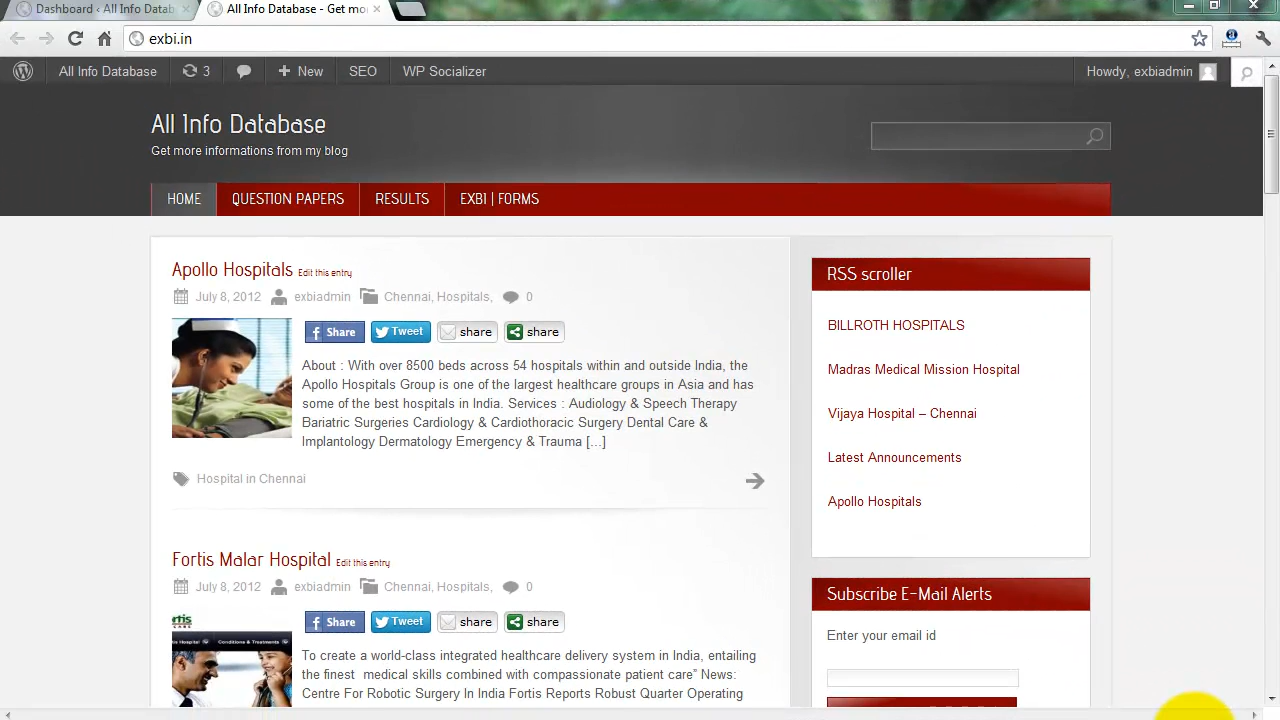 Dashboard ‹ All Info Datab
All Info Database - Get mo
exbi.in
All Info Database
3
New
SEO
WP Socializer
Howdy, exbiadmin
All Info Database
Get more informations from my blog
HOME
QUESTION PAPERS
RESULTS
EXBI | FORMS
Apollo Hospitals Edit this entry
July 8, 2012
exbiadmin
Chennai, Hospitals,
0
Share
Tweet
share
share
About : With over 8500 beds across 54 hospitals within and outside India, the
Apollo Hospitals Group is one of the largest healthcare groups in Asia and has
some of the best hospitals in India. Services : Audiology & Speech Therapy
Bariatric Surgeries Cardiology & Cardiothoracic Surgery Dental Care &
Implantology Dermatology Emergency & Trauma [...]
Hospital in Chennai
Fortis Malar Hospital Edit this entry
July 8, 2012
exbiadmin
Chennai, Hospitals,
0
Share
Tweet
share
share
Conditions & Treatments
To create a world-class integrated healthcare delivery system in India, entailing
the finest medical skills combined with compassionate patient care” News:
Centre For Robotic Surgery In India Fortis Reports Robust Quarter Operating
RSS scroller
BILLROTH HOSPITALS
Madras Medical Mission Hospital
Vijaya Hospital – Chennai
Latest Announcements
Apollo Hospitals
Subscribe E-Mail Alerts
Enter your email id